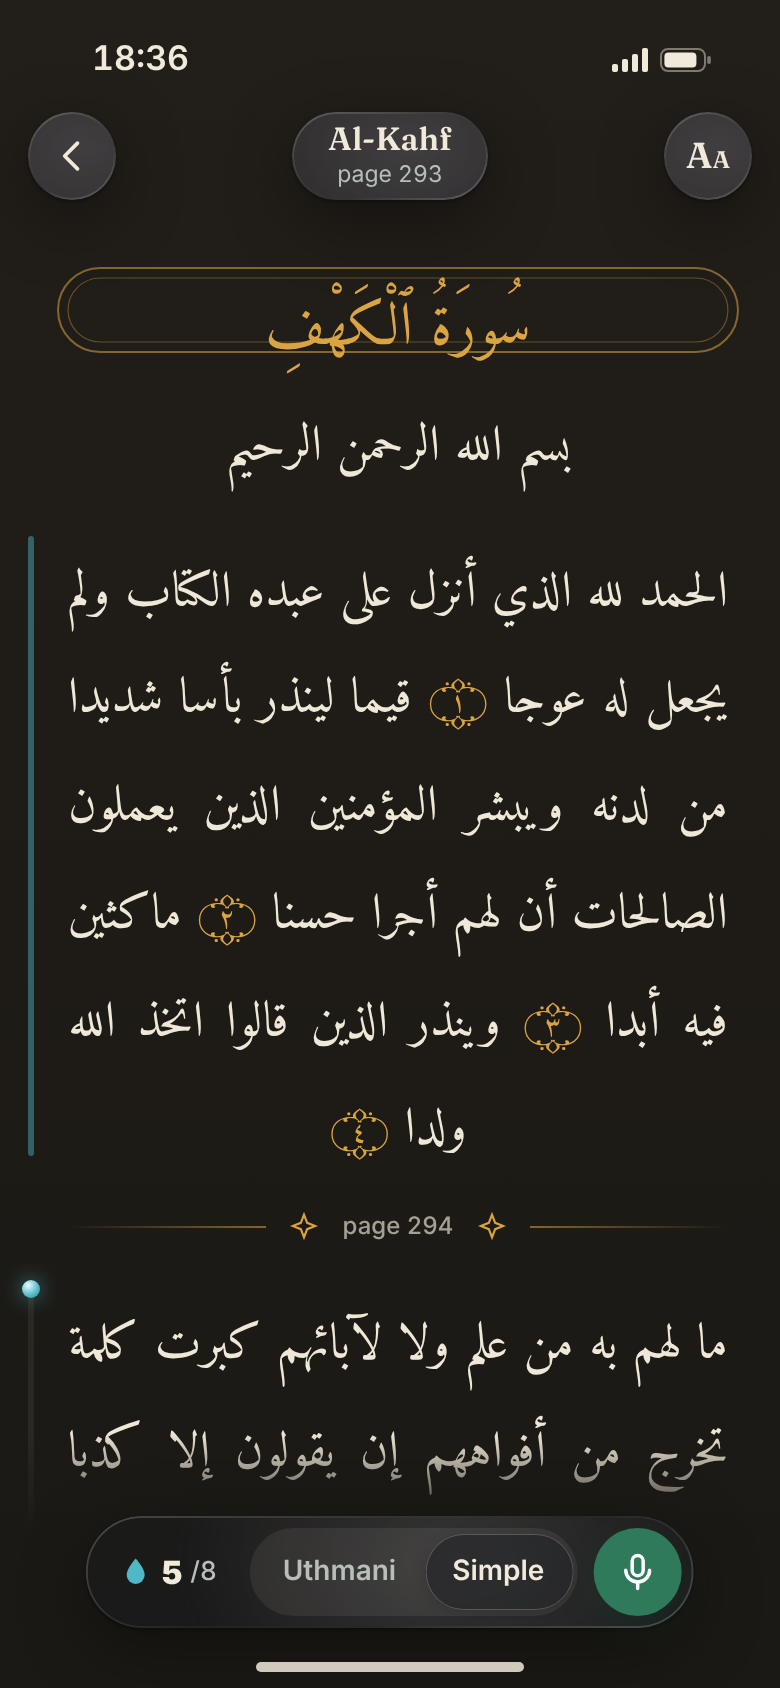 18:36
Al-Kahf
page 293
AA
سُورَةُ ٱلْكَهْفِ
بسم الله الرحمن الرحيم
الحمد لله الذي أنزل على عبده الكتاب ولم
يجعل له عوجا ١ قيما لينذر بأسا شديدا
من لدنه ويبشر المؤمنين الذين يعملون
الصالحات أن لهم أجرا حسنا ٢ ماكثين
فيه أبدا ٣ وينذر الذين قالوا اتخذ الله
ولدا ٤
page 294
ما لهم به من علم ولا لآبائهم كبرت كلمة
تخرج من أفواههم إن يقولون إلا كذبا
5 /8 Uthmani Simple